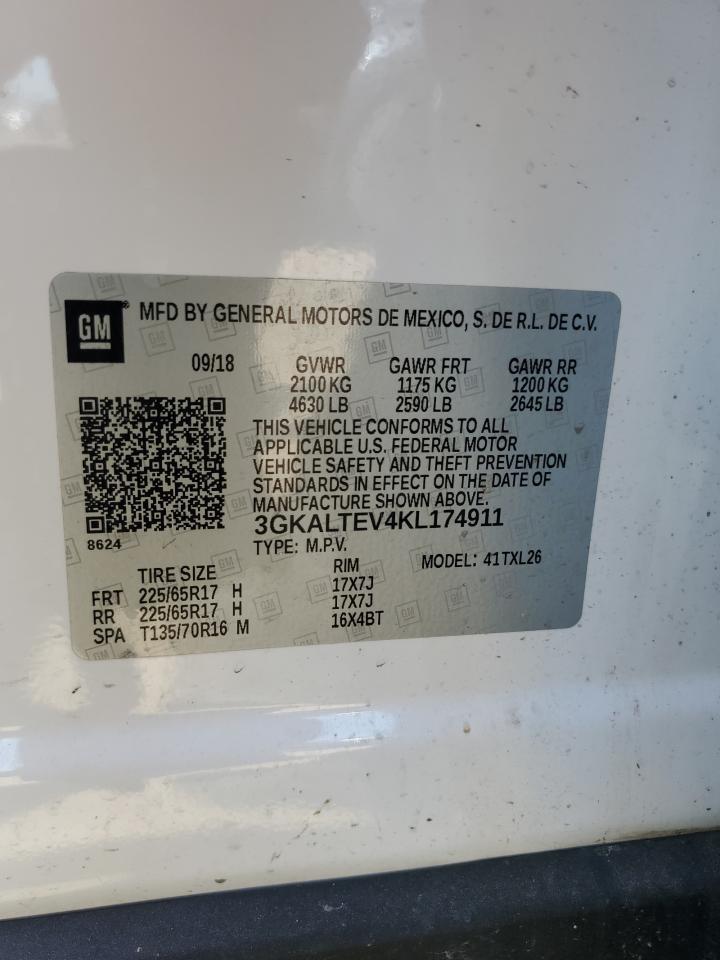 GM
MFD BY GENERAL MOTORS DE MEXICO, S. DE R.L. DE C.V.
09/18 GVWR GAWR FRT GAWR RR
2100 KG 1175 KG 1200 KG
4630 LB 2590 LB 2645 LB
THIS VEHICLE CONFORMS TO ALL
APPLICABLE U.S. FEDERAL MOTOR
VEHICLE SAFETY AND THEFT PREVENTION
STANDARDS IN EFFECT ON THE DATE OF
MANUFACTURE SHOWN ABOVE.
3GKALTEV4KL174911
8624
TYPE: M.P.V. MODEL: 41TXL26
TIRE SIZE RIM
FRT 225/65R17 H 17X7J
RR 225/65R17 H 17X7J
SPA T135/70R16 M 16X4BT